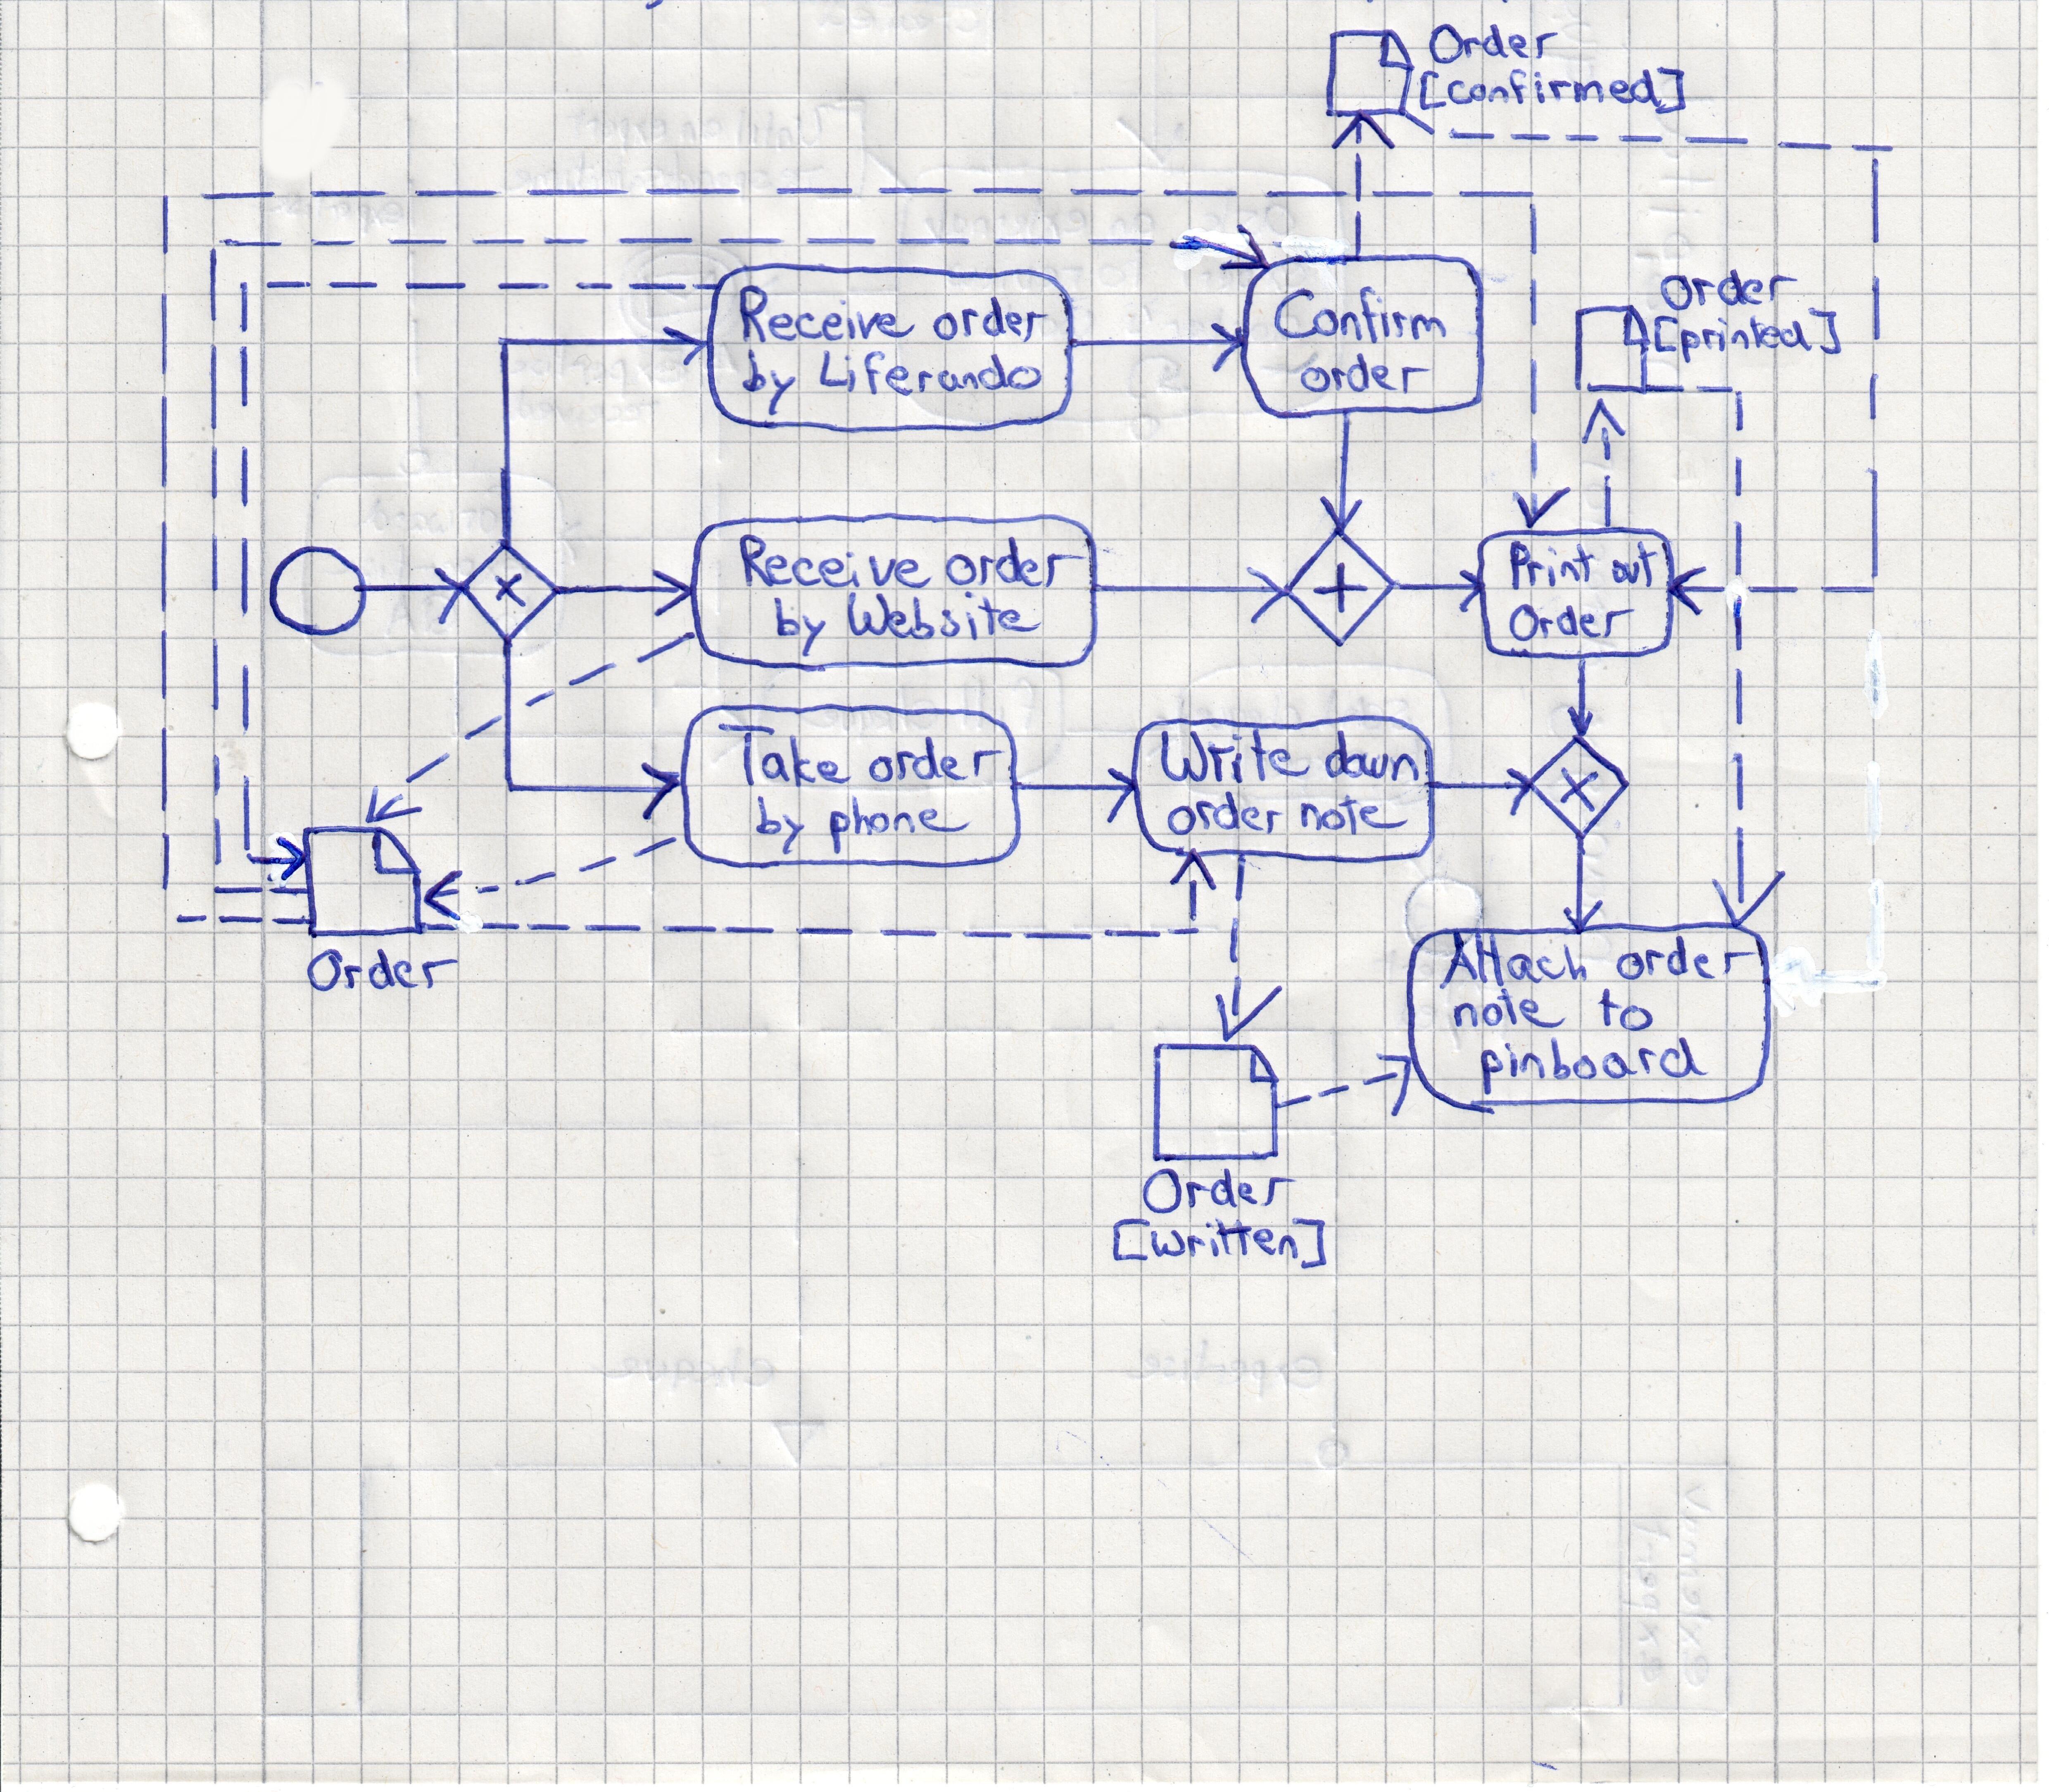 Order
[confirmed]
Order
[printed]
Receive order
by Liferando
Confirm
order
Receive order
by Website
Print out
Order
Take order
by phone
Write down
order note
Order
Attach order
note to
pinboard
Order
[written]